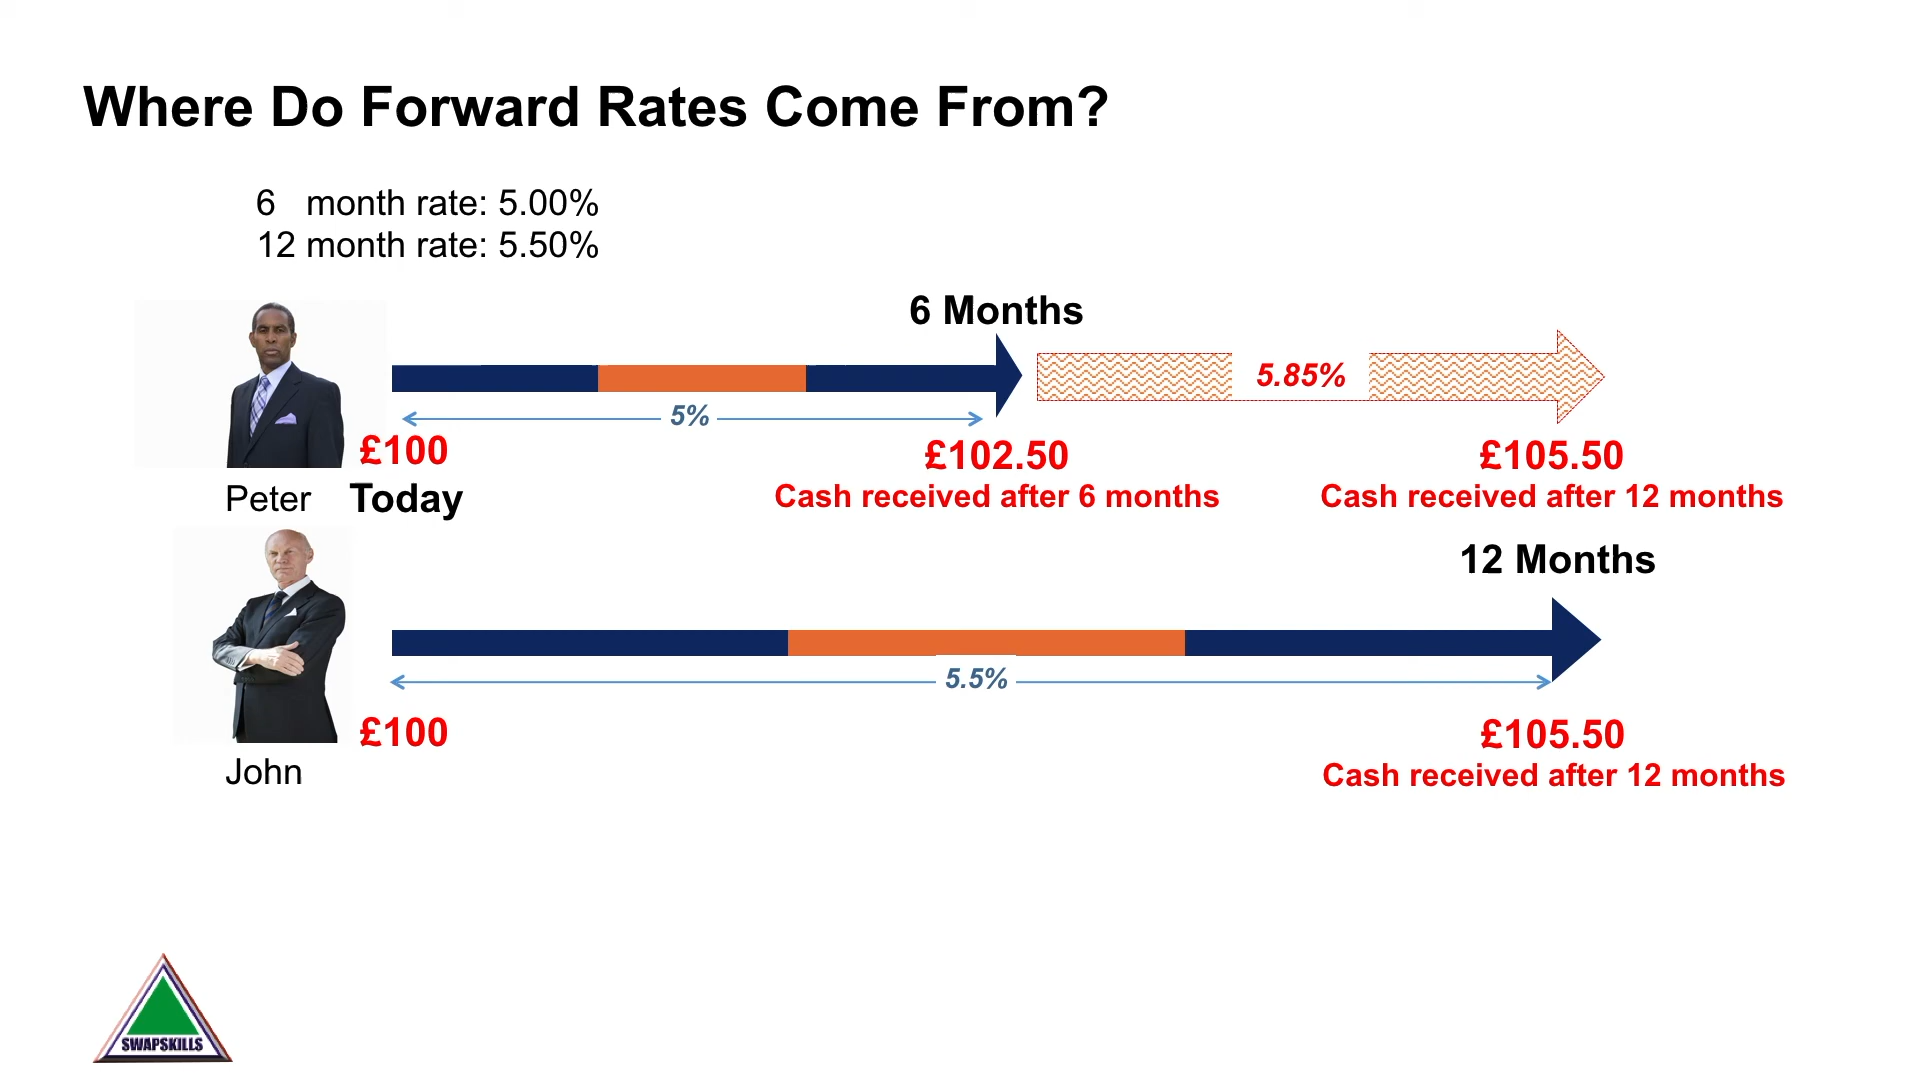 Where Do Forward Rates Come From?
6 month rate: 5.00%
12 month rate: 5.50%
6 Months
5.85%
5%
£100
£102.50
£105.50
Cash received after 6 months
Cash received after 12 months
Peter
Today
12 Months
5.5%
£100
£105.50
Cash received after 12 months
John
SWAPSKILLS